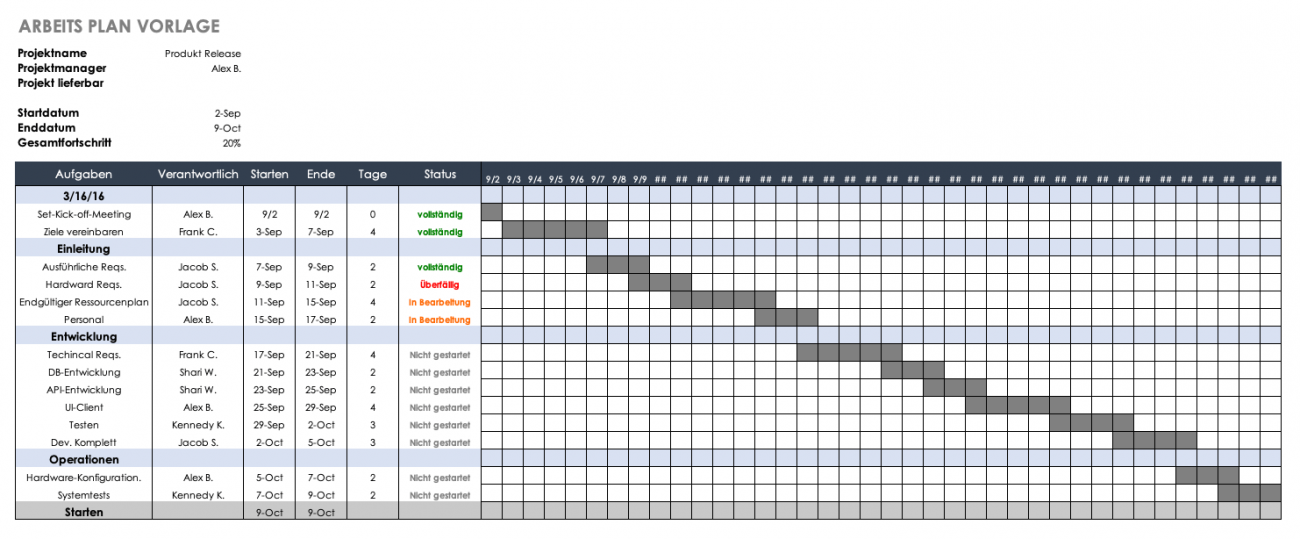 ARBEITS PLAN VORLAGE
Projektname Produkt Release
Projektmanager Alex B.
Projekt lieferbar
Startdatum 2-Sep
Enddatum 9-Oct
Gesamtfortschritt 20%
Aufgaben Verantwortlich Starten Ende Tage Status 9/2 9/3 9/4 9/5 9/6 9/7 9/8 9/9 ## ## ## ## ## ## ## ## ## ## ## ## ## ## ## ## ## ## ## ## ## ## ## ## ## ## ## ## ## ##
3/16/16
Set-Kick-off-Meeting Alex B. 9/2 9/2 0 vollständig
Ziele vereinbaren Frank C. 3-Sep 7-Sep 4 vollständig
Einleitung
Ausführliche Reqs. Jacob S. 7-Sep 9-Sep 2 vollständig
Hardward Reqs. Jacob S. 9-Sep 11-Sep 2 Überfällig
Endgültiger Ressourcenplan Jacob S. 11-Sep 15-Sep 4 In Bearbeitung
Personal Alex B. 15-Sep 17-Sep 2 In Bearbeitung
Entwicklung
Techincal Reqs. Frank C. 17-Sep 21-Sep 4 Nicht gestartet
DB-Entwicklung Shari W. 21-Sep 23-Sep 2 Nicht gestartet
API-Entwicklung Shari W. 23-Sep 25-Sep 2 Nicht gestartet
UI-Client Alex B. 25-Sep 29-Sep 4 Nicht gestartet
Testen Kennedy K. 29-Sep 2-Oct 3 Nicht gestartet
Dev. Komplett Jacob S. 2-Oct 5-Oct 3 Nicht gestartet
Operationen
Hardware-Konfiguration. Alex B. 5-Oct 7-Oct 2 Nicht gestartet
Systemtests Kennedy K. 7-Oct 9-Oct 2 Nicht gestartet
Starten 9-Oct 9-Oct